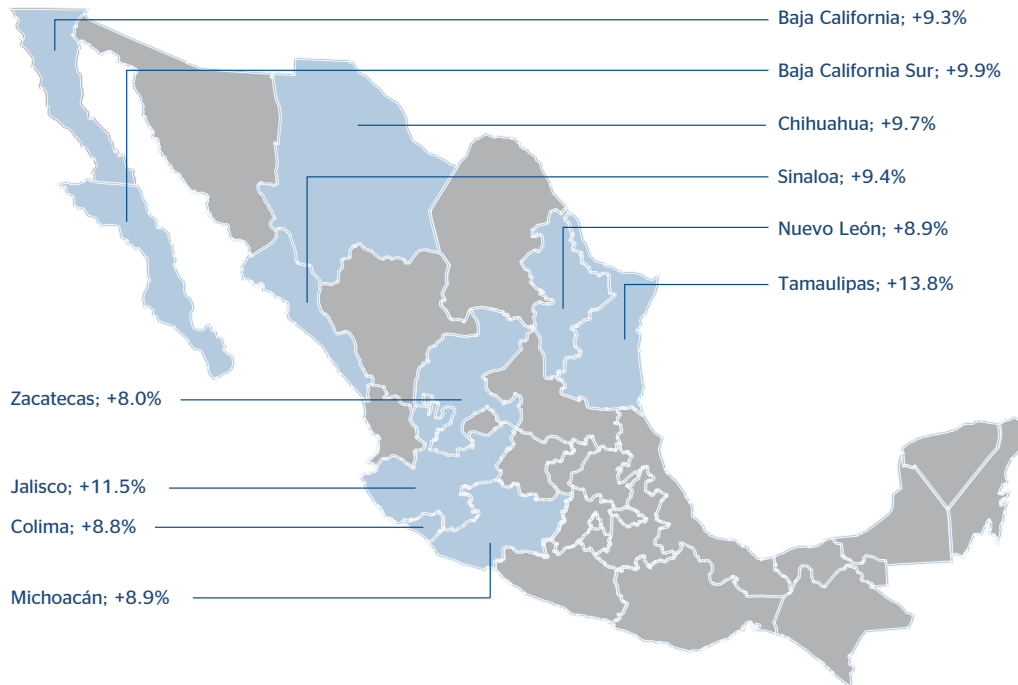 Baja California; +9.3%
Baja California Sur; +9.9%
Chihuahua; +9.7%
Sinaloa; +9.4%
Nuevo León; +8.9%
Tamaulipas; +13.8%
Zacatecas; +8.0%
Jalisco; +11.5%
Colima; +8.8%
Michoacán; +8.9%